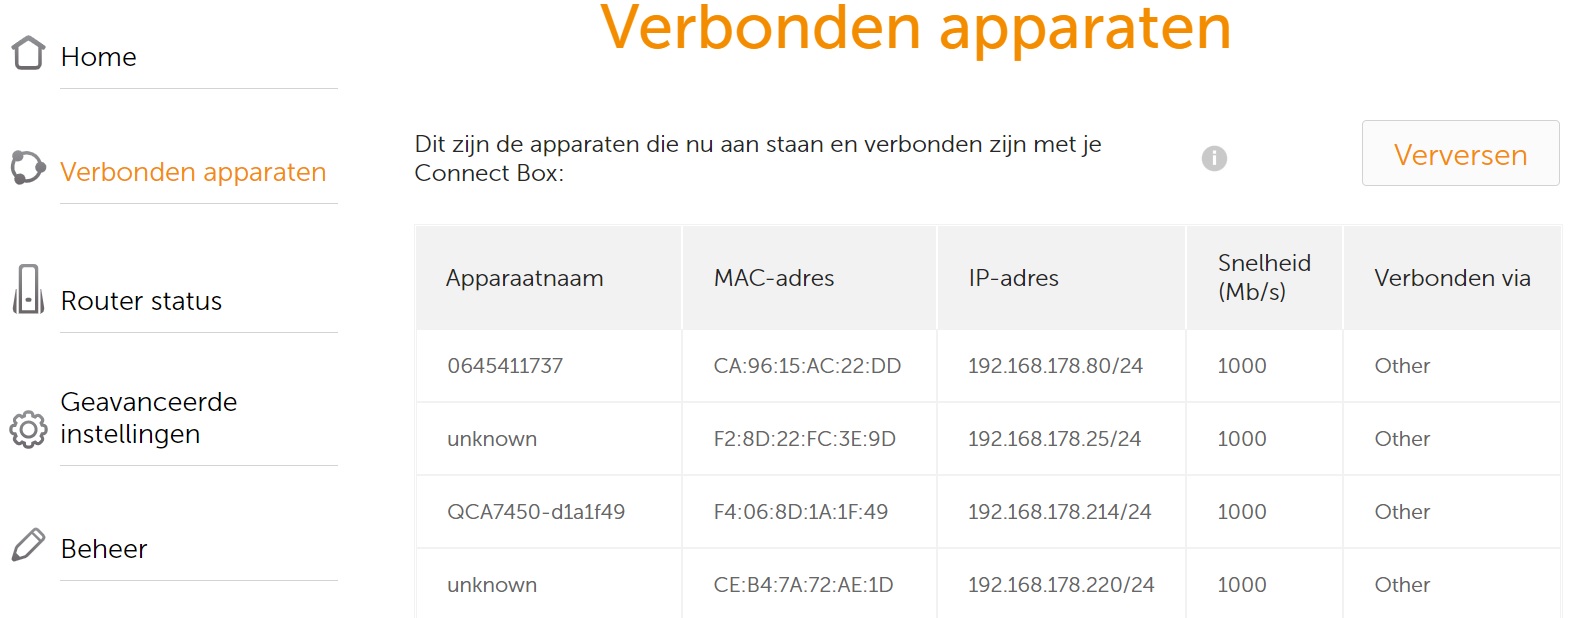 Verbonden apparaten
Home
Verbonden apparaten
Router status
Geavanceerde
instellingen
Beheer
Dit zijn de apparaten die nu aan staan en verbonden zijn met je
Connect Box:
i
Verversen
Apparaatnaam MAC-adres IP-adres Snelheid (Mb/s) Verbonden via
0645411737 CA:96:15:AC:22:DD 192.168.178.80/24 1000 Other
unknown F2:8D:22:FC:3E:9D 192.168.178.25/24 1000 Other
QCA7450-d1a1f49 F4:06:8D:1A:1F:49 192.168.178.214/24 1000 Other
unknown CE:B4:7A:72:AE:1D 192.168.178.220/24 1000 Other